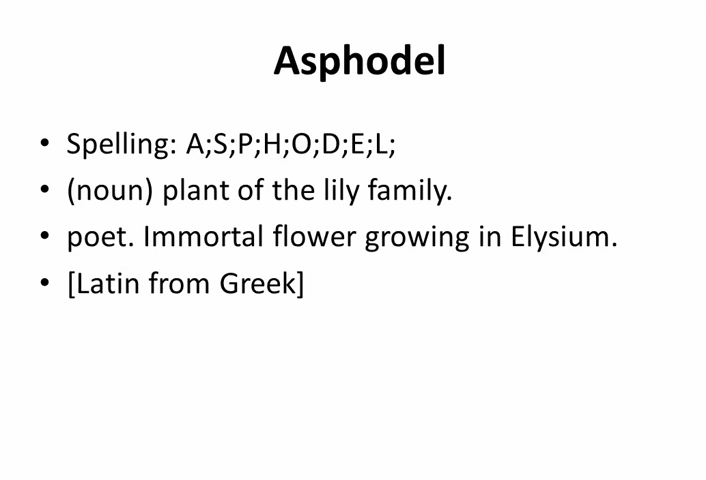 Asphodel
• Spelling: A;S;P;H;O;D;E;L;
• (noun) plant of the lily family.
• poet. Immortal flower growing in Elysium.
• [Latin from Greek]